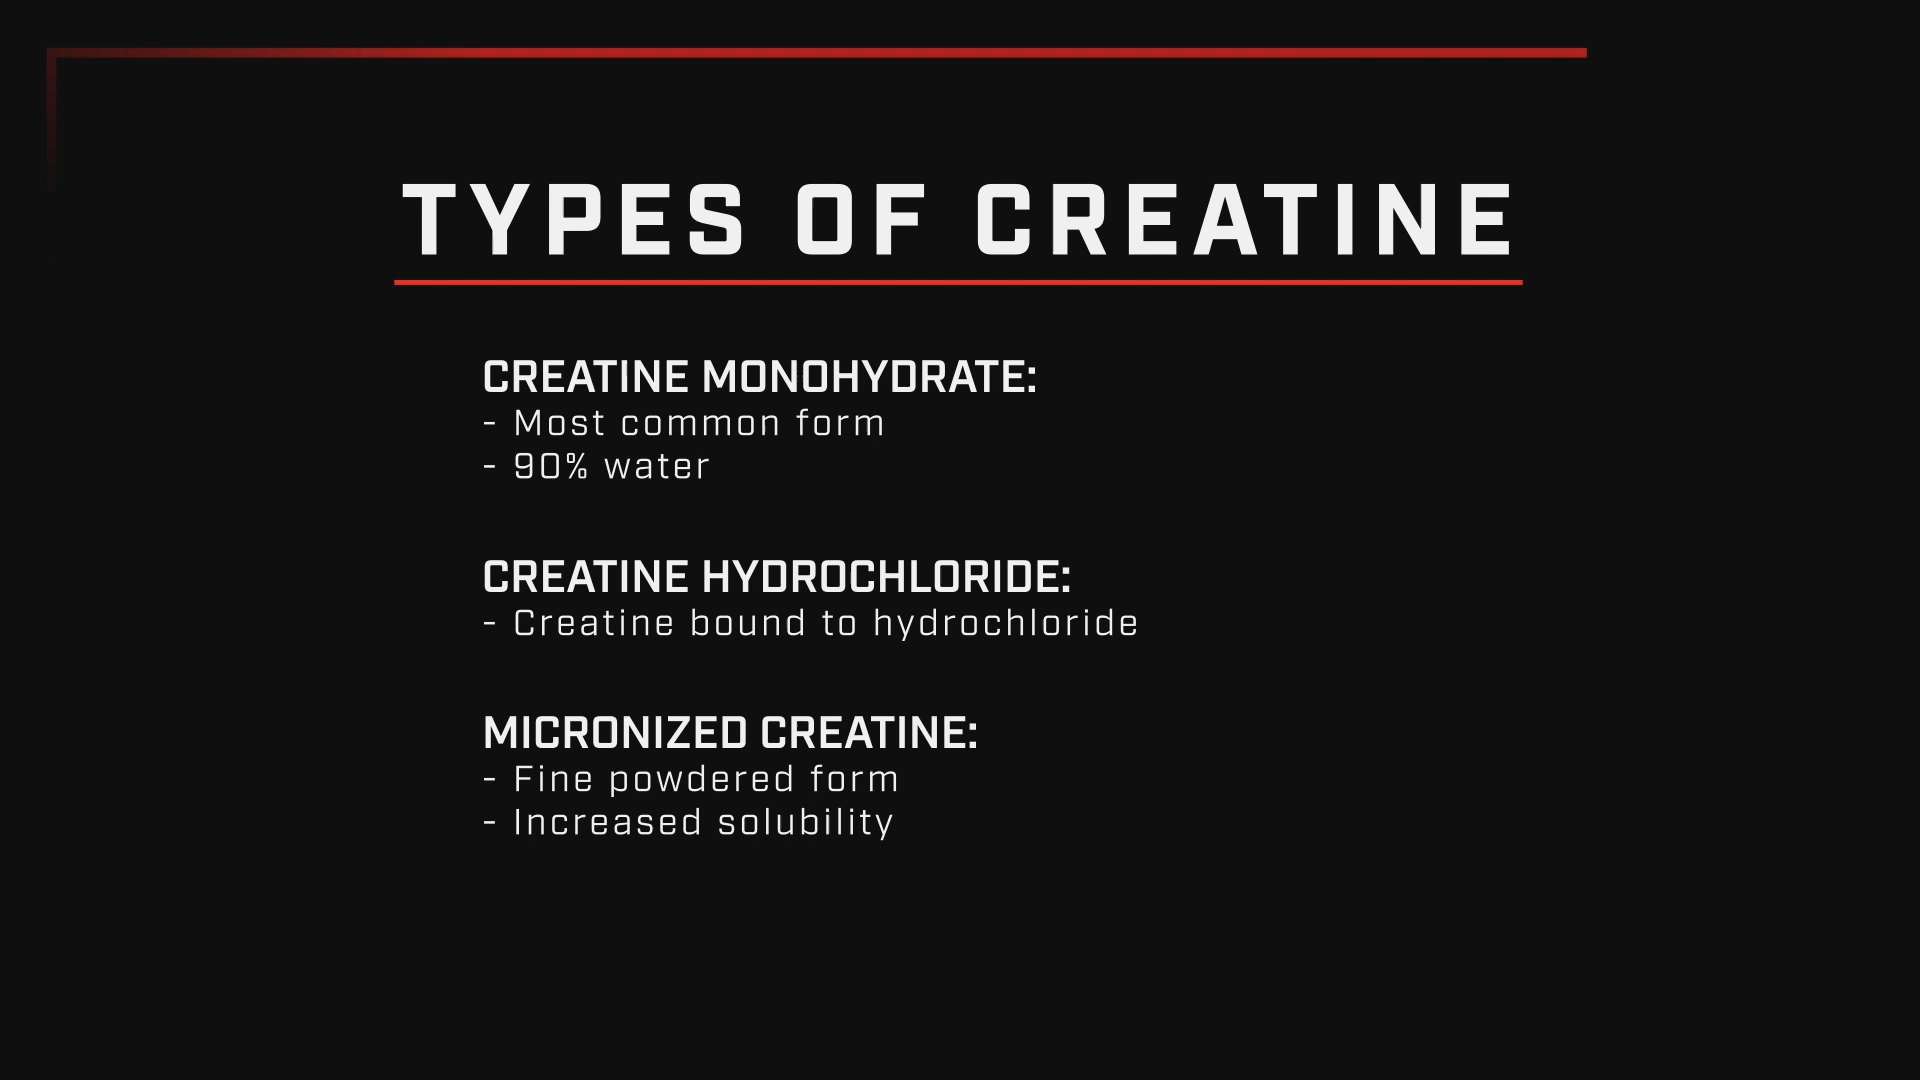 TYPES OF CREATINE
CREATINE MONOHYDRATE:
- Most common form
- 90% water
CREATINE HYDROCHLORIDE:
- Creatine bound to hydrochloride
MICRONIZED CREATINE:
- Fine powdered form
- Increased solubility